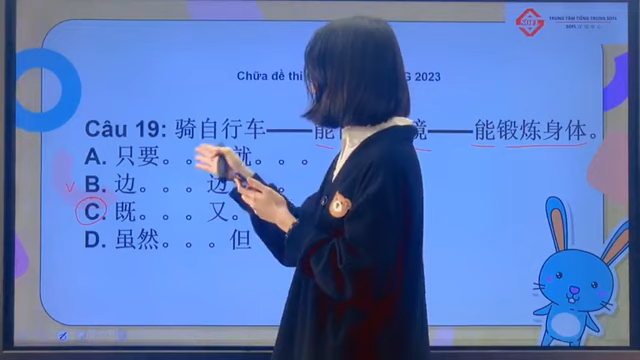 TRUNG TÂM TIẾNG TRUNG SOFL
SOFL
Chữa đề thi G 2023
Câu 19: 骑自行车——能 境——能锻炼身体。
A. 只要。。 就。。。
B. 边。。。边 。
C. 既。。。又。
D. 虽然。。。但